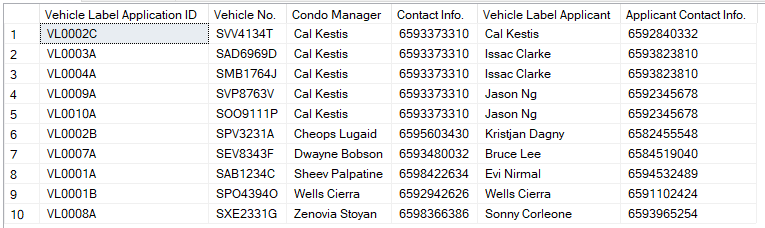 Vehicle Label Application ID Vehicle No. Condo Manager Contact Info. Vehicle Label Applicant Applicant Contact Info.
1 VL0002C SVV4134T Cal Kestis 6593373310 Cal Kestis 6592840332
2 VL0003A SAD6969D Cal Kestis 6593373310 Issac Clarke 6593823810
3 VL0004A SMB1764J Cal Kestis 6593373310 Issac Clarke 6593823810
4 VL0009A SVP8763V Cal Kestis 6593373310 Jason Ng 6592345678
5 VL0010A SOO9111P Cal Kestis 6593373310 Jason Ng 6592345678
6 VL0002B SPV3231A Cheops Lugaid 6595603430 Kristjan Dagny 6582455548
7 VL0007A SEV8343F Dwayne Bobson 6593480032 Bruce Lee 6584519040
8 VL0001A SAB1234C Sheev Palpatine 6598422634 Evi Nirmal 6594532489
9 VL0001B SPO4394O Wells Cierra 6592942626 Wells Cierra 6591102424
10 VL0008A SXE2331G Zenovia Stoyan 6598366386 Sonny Corleone 6593965254